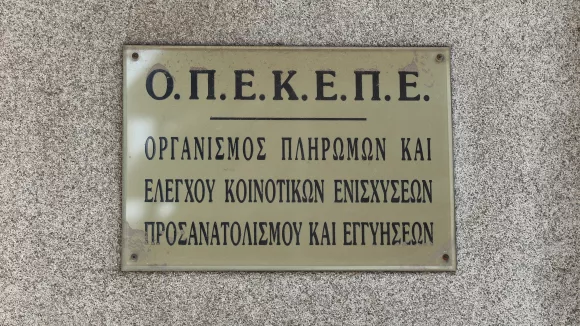 Ο.Π.Ε.Κ.Ε.Π.Ε.
ΟΡΓΑΝΙΣΜΟΣ ΠΛΗΡΩΜΩΝ ΚΑΙ
ΕΛΕΓΧΟΥ ΚΟΙΝΟΤΙΚΩΝ ΕΝΙΣΧΥΣΕΩΝ
ΠΡΟΣΑΝΑΤΟΛΙΣΜΟΥ ΚΑΙ ΕΓΓΥΗΣΕΩΝ